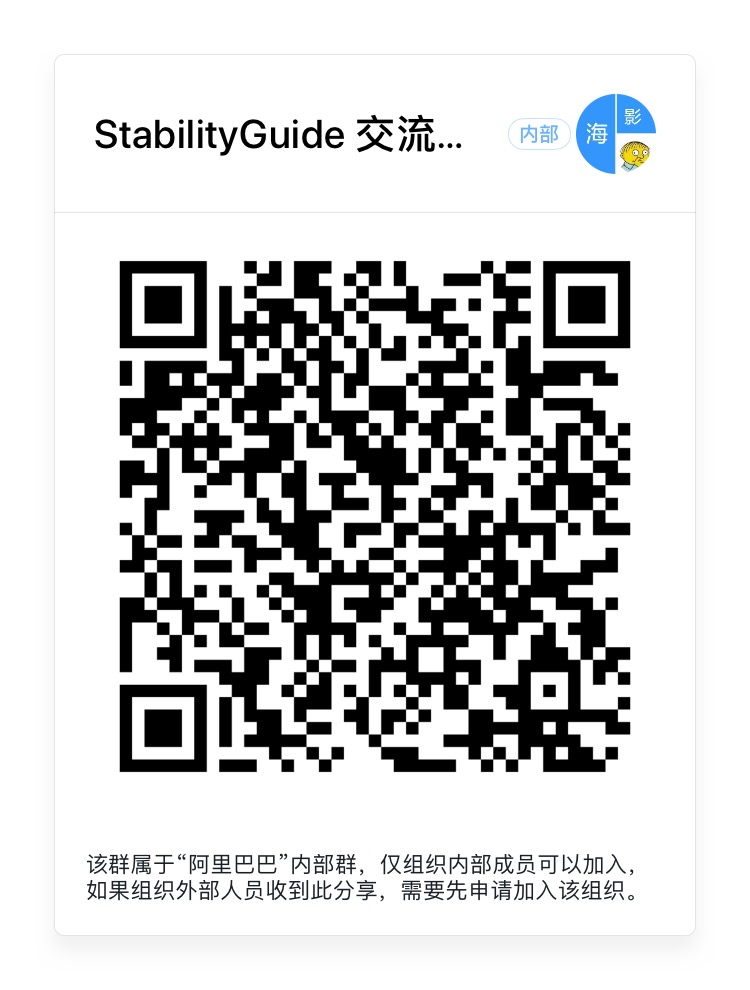 StabilityGuide 交流...
内部
海
影
该群属于“阿里巴巴”内部群，仅组织内部成员可以加入，
如果组织外部人员收到此分享，需要先申请加入该组织。